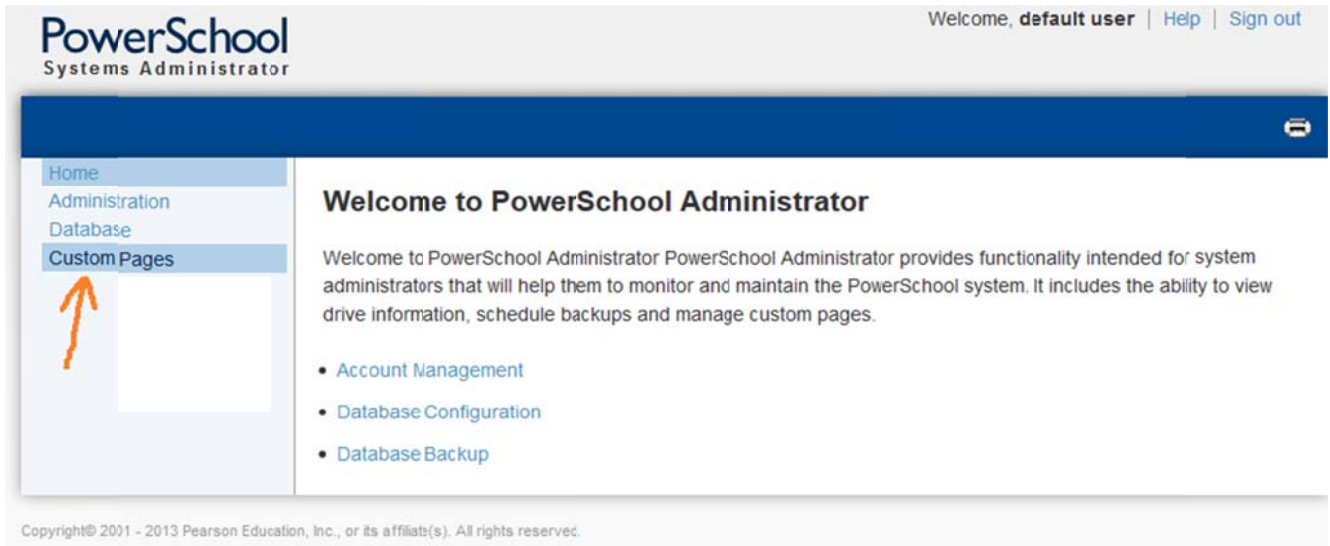 PowerSchool
Systems Administrator
Welcome, default user | Help | Sign out
Home
Administration
Database
Custom Pages
Welcome to PowerSchool Administrator
Welcome to PowerSchool Administrator PowerSchool Administrator provides functionality intended for system
administrators that will help them to monitor and maintain the PowerSchool system. It includes the ability to view
drive information, schedule backups and manage custom pages.
• Account Management
• Database Configuration
• Database Backup
Copyright© 2001 - 2013 Pearson Education, Inc., or its affiliate(s). All rights reserved.